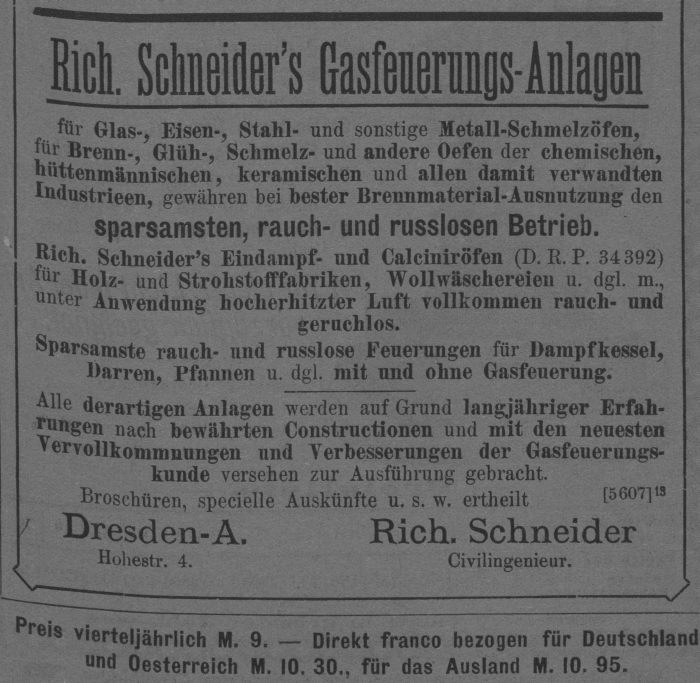 Rich. Schneider's Gasfeuerungs-Anlagen
für Glas-, Eisen-, Stahl- und sonstige Metall-Schmelzöfen,
für Brenn-, Glüh-, Schmelz- und andere Oefen der chemischen,
hüttenmännischen, keramischen und allen damit verwandten
Industrieen, gewähren bei bester Brennmaterial-Ausnutzung den
sparsamsten, rauch- und russlosen Betrieb.
Rich. Schneider's Eindampf- und Calciniröfen (D. R. P. 34392)
für Holz- und Strohstofffabriken, Wollwäschereien u. dgl. m.,
unter Anwendung hocherhitzter Luft vollkommen rauch- und
geruchlos.
Sparsamste rauch- und russlose Feuerungen für Dampfkessel,
Darren, Pfannen u. dgl. mit und ohne Gasfeuerung.
Alle derartigen Anlagen werden auf Grund langjähriger Erfah-
rungen nach bewährten Constructionen und mit den neuesten
Vervollkommnungen und Verbesserungen der Gasfeuerungs-
kunde versehen zur Ausführung gebracht.
Broschüren, specielle Auskünfte u. s. w. ertheilt [5607]13
Dresden-A. Rich. Schneider
Hohestr. 4. Civilingenieur.
Preis vierteljährlich M. 9. — Direkt franco bezogen für Deutschland
und Oesterreich M. 10. 30., für das Ausland M. 10. 95.